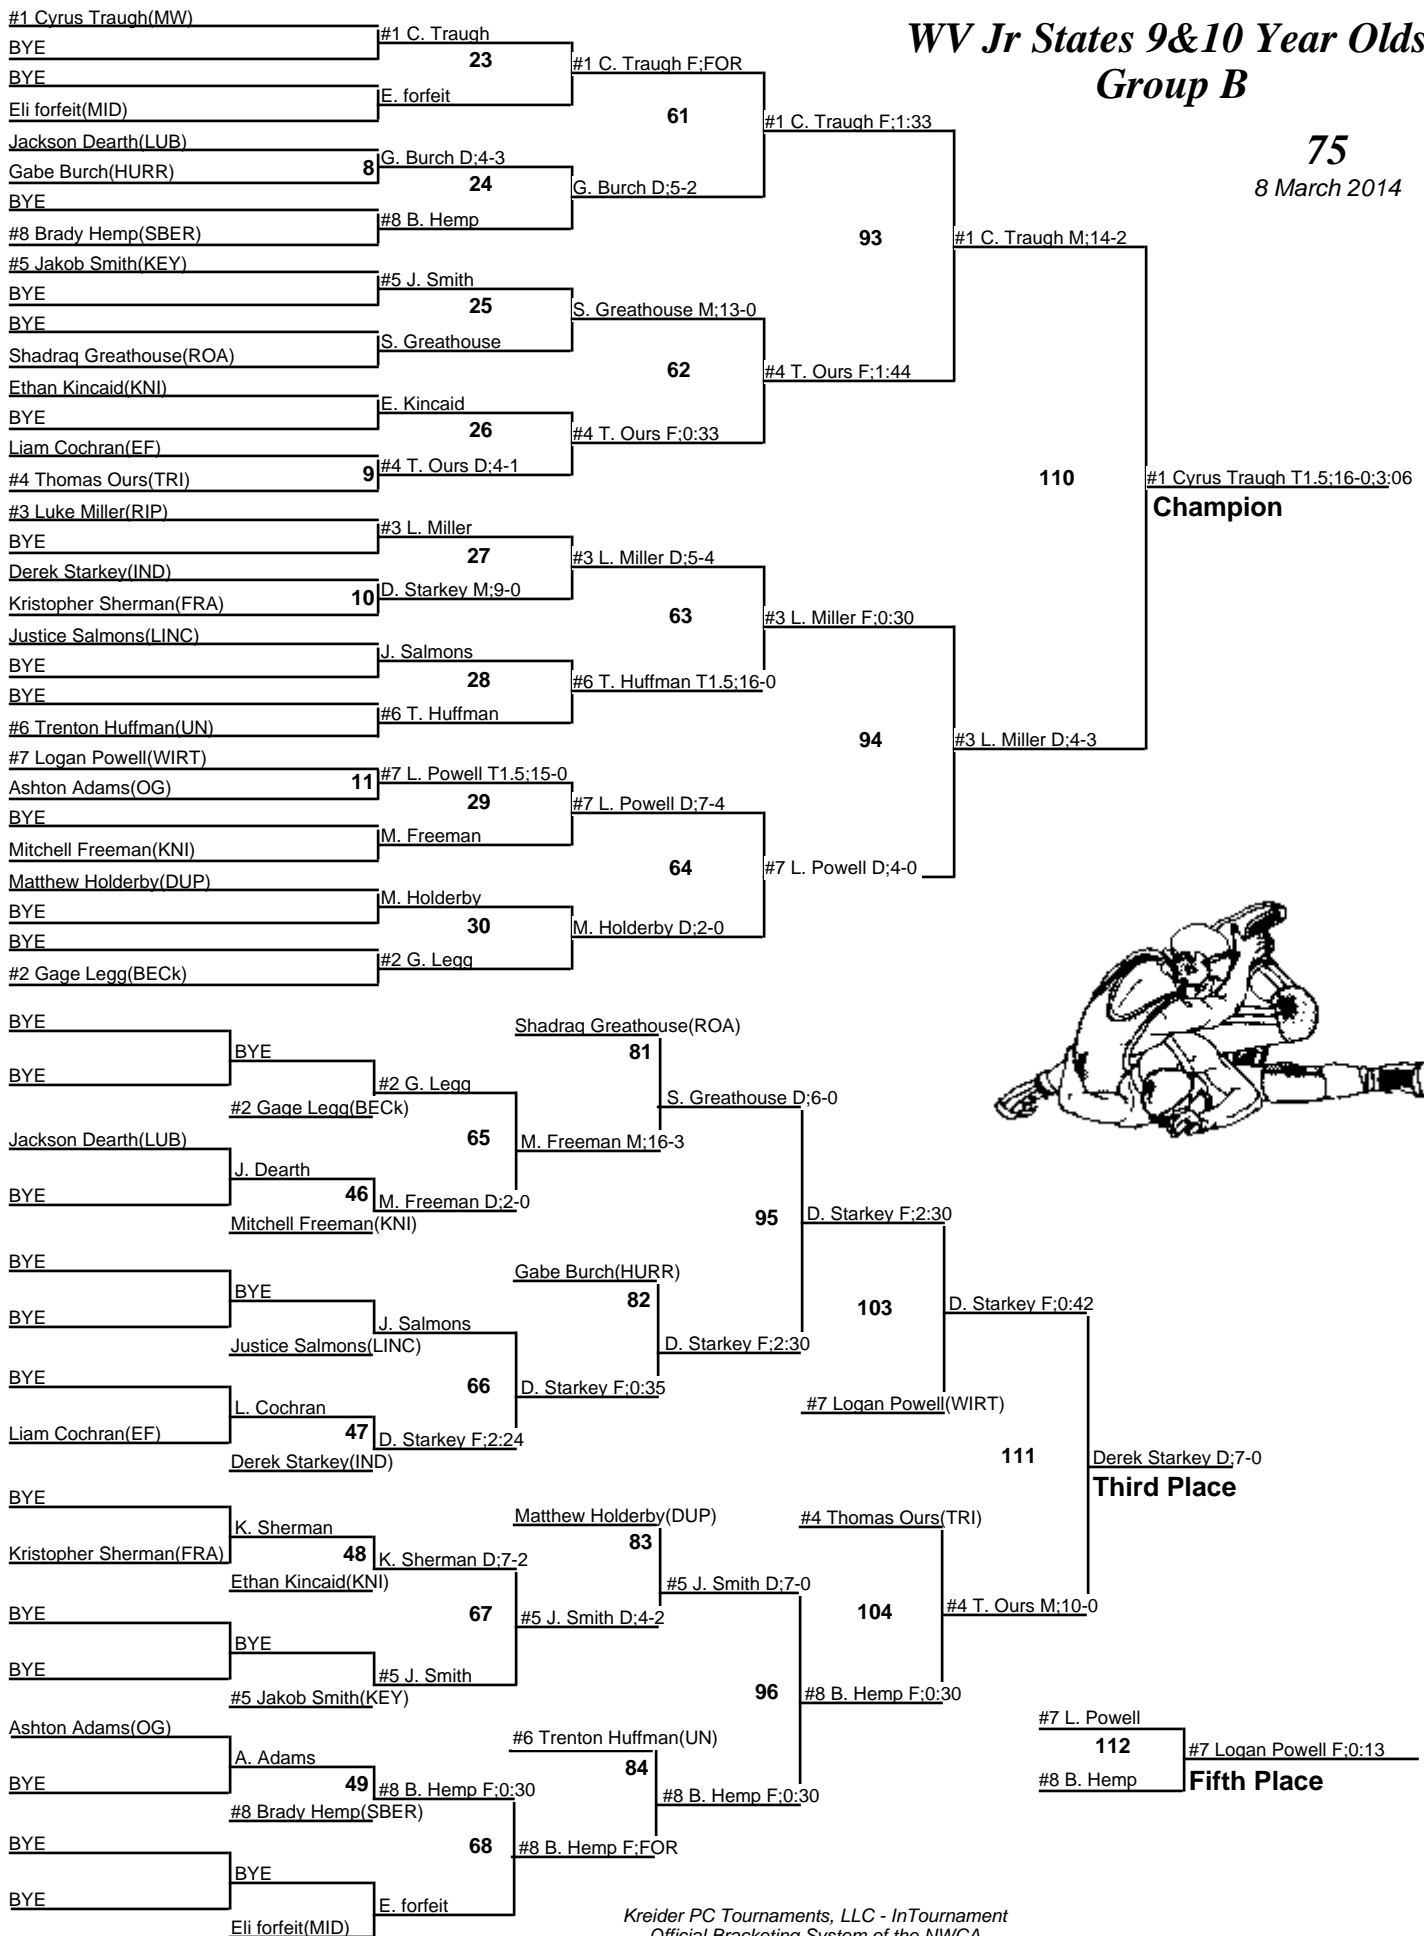 WV Jr States 9&10 Year Olds
Group B
75
8 March 2014
#1 Cyrus Traugh(MW)
BYE
BYE
Eli forfeit(MID)
Jackson Dearth(LUB)
Gabe Burch(HURR)
BYE
#8 Brady Hemp(SBER)
#5 Jakob Smith(KEY)
BYE
BYE
Shadraq Greathouse(ROA)
Ethan Kincaid(KNI)
BYE
Liam Cochran(EF)
#4 Thomas Ours(TRI)
#3 Luke Miller(RIP)
BYE
Derek Starkey(IND)
Kristopher Sherman(FRA)
Justice Salmons(LINC)
BYE
BYE
#6 Trenton Huffman(UN)
#7 Logan Powell(WIRT)
Ashton Adams(OG)
BYE
Mitchell Freeman(KNI)
Matthew Holderby(DUP)
BYE
BYE
#2 Gage Legg(BECk)
#1 C. Traugh
23
E. forfeit
8
G. Burch D;4-3
24
#8 B. Hemp
#5 J. Smith
25
S. Greathouse
E. Kincaid
26
9
#4 T. Ours D;4-1
#3 L. Miller
27
10
D. Starkey M;9-0
J. Salmons
28
#6 T. Huffman
11
#7 L. Powell T1.5;15-0
29
M. Freeman
M. Holderby
30
#2 G. Legg
#1 C. Traugh F;FOR
61
G. Burch D;5-2
S. Greathouse M;13-0
62
#4 T. Ours F;0:33
#3 L. Miller D;5-4
63
#6 T. Huffman T1.5;16-0
#7 L. Powell D;7-4
64
M. Holderby D;2-0
#1 C. Traugh F;1:33
93
#4 T. Ours F;1:44
#3 L. Miller F;0:30
94
#7 L. Powell D;4-0
#1 C. Traugh M;14-2
110
#3 L. Miller D;4-3
#1 Cyrus Traugh T1.5;16-0;3:06
Champion
BYE
BYE
Jackson Dearth(LUB)
BYE
BYE
BYE
BYE
Liam Cochran(EF)
BYE
Kristopher Sherman(FRA)
BYE
BYE
Ashton Adams(OG)
BYE
BYE
BYE
BYE
#2 Gage Legg(BECk)
J. Dearth
46
Mitchell Freeman(KNI)
BYE
Justice Salmons(LINC)
L. Cochran
47
Derek Starkey(IND)
K. Sherman
48
Ethan Kincaid(KNI)
BYE
#5 Jakob Smith(KEY)
A. Adams
49
#8 Brady Hemp(SBER)
BYE
Eli forfeit(MID)
#2 G. Legg
65
M. Freeman D;2-0
J. Salmons
66
D. Starkey F;2:24
K. Sherman D;7-2
67
#5 J. Smith
#8 B. Hemp F;0:30
68
E. forfeit
Shadraq Greathouse(ROA)
81
M. Freeman M;16-3
Gabe Burch(HURR)
82
D. Starkey F;0:35
Matthew Holderby(DUP)
83
#5 J. Smith D;4-2
#6 Trenton Huffman(UN)
84
#8 B. Hemp F;FOR
S. Greathouse D;6-0
95
D. Starkey F;2:30
#5 J. Smith D;7-0
96
#8 B. Hemp F;0:30
D. Starkey F;2:30
103
#7 Logan Powell(WIRT)
#4 Thomas Ours(TRI)
104
#8 B. Hemp F;0:30
D. Starkey F;0:42
111
#4 T. Ours M;10-0
Derek Starkey D;7-0
Third Place
#7 L. Powell
112
#8 B. Hemp
#7 Logan Powell F;0:13
Fifth Place
Kreider PC Tournaments, LLC - InTournament
Official Bracketing System of the NWCA